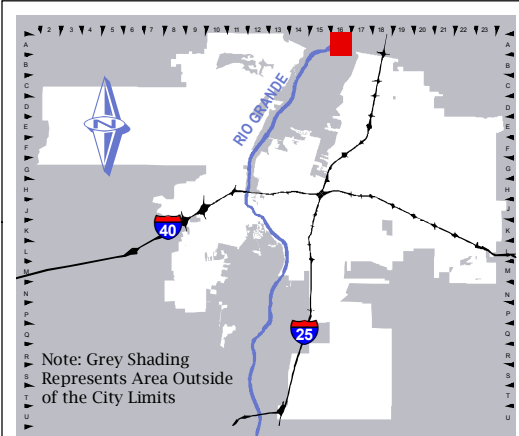 2 3 4 5 6 7 8 9 10 11 12 13 14 15 16 17 18 19 20 21 22 23
A A
B B
C C
D D
E E
F F
G G
H H
J J
K K
L L
M M
N N
P P
Q Q
R R
S S
T T
U U
N
RIO GRANDE
40
25
Note: Grey Shading
Represents Area Outside
of the City Limits